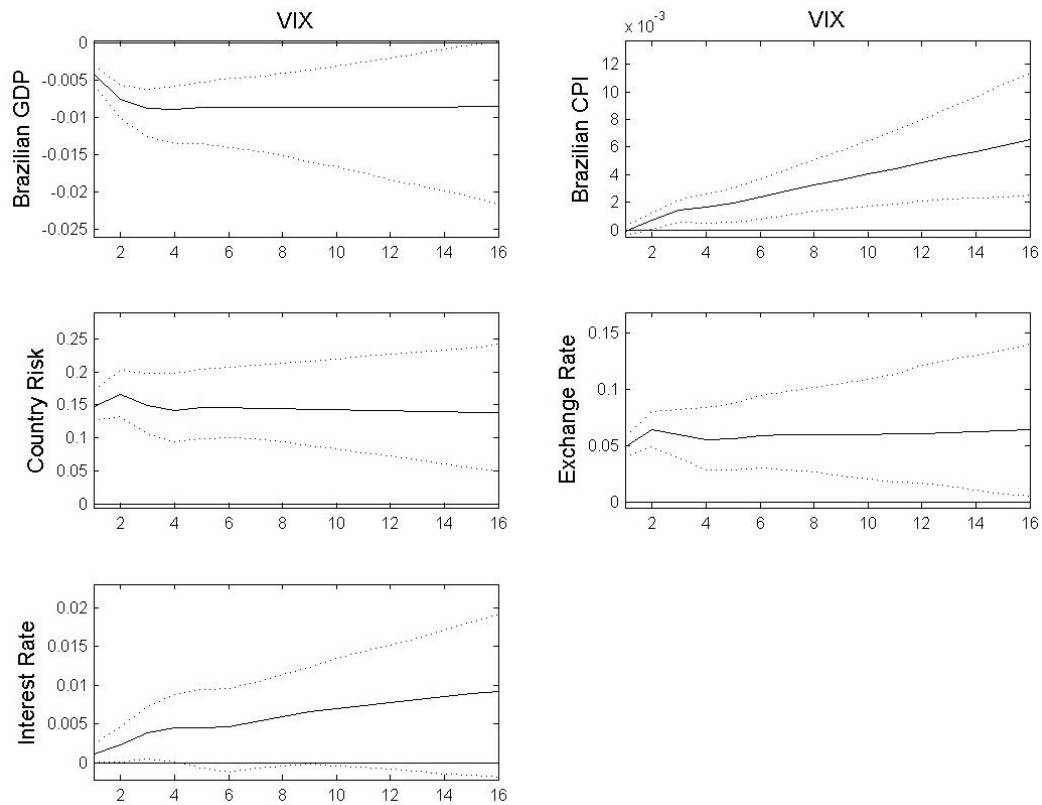 VIX
Brazilian GDP
0
-0.005
-0.01
-0.015
-0.02
-0.025
2 4 6 8 10 12 14 16
VIX
x 10-3
Brazilian CPI
12
10
8
6
4
2
0
2 4 6 8 10 12 14 16
Country Risk
0.25
0.2
0.15
0.1
0.05
0
2 4 6 8 10 12 14 16
Exchange Rate
0.15
0.1
0.05
0
2 4 6 8 10 12 14 16
Interest Rate
0.02
0.015
0.01
0.005
0
2 4 6 8 10 12 14 16